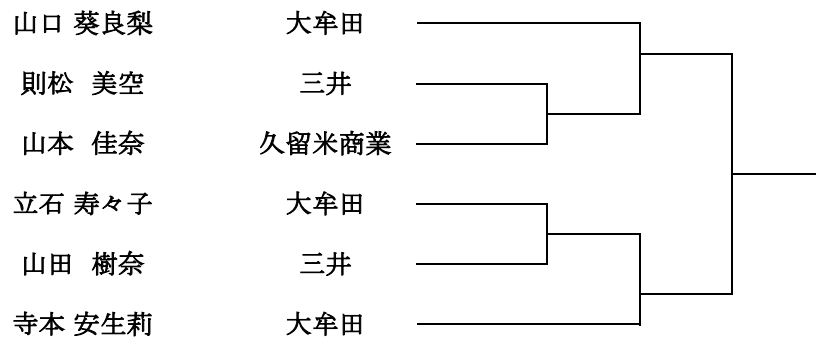 山口 葵良梨 大牟田
則松 美空 三井
山本 佳奈 久留米商業
立石 寿々子 大牟田
山田 樹奈 三井
寺本 安生莉 大牟田